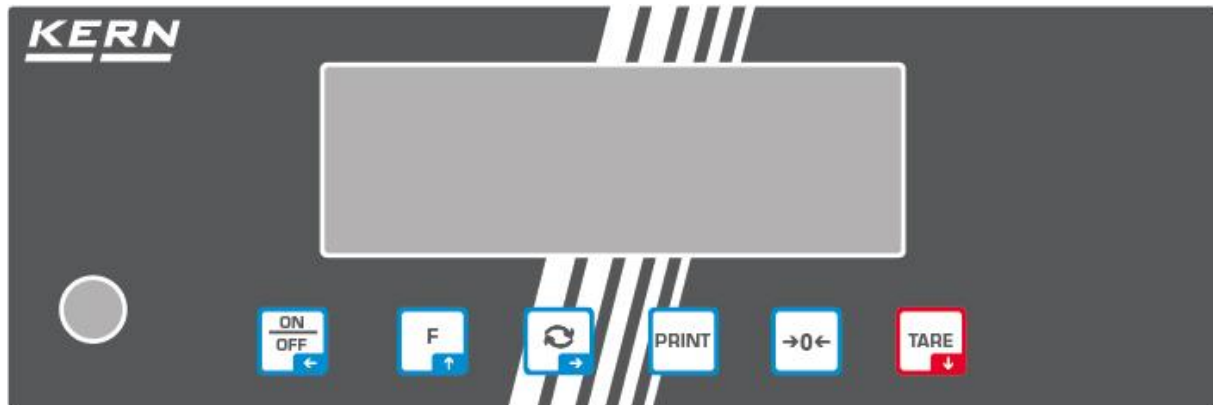 KERN
ON
OFF
F
PRINT
→0←
TARE